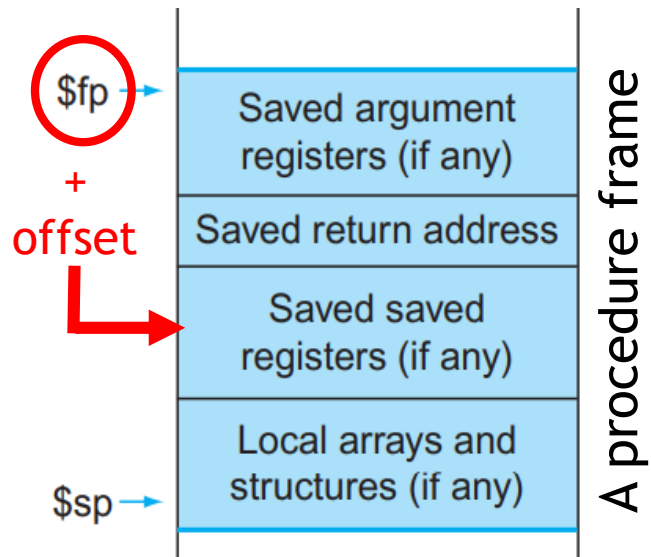 $fp
+
offset
Saved argument
registers (if any)
Saved return address
Saved saved
registers (if any)
Local arrays and
structures (if any)
$sp
A procedure frame